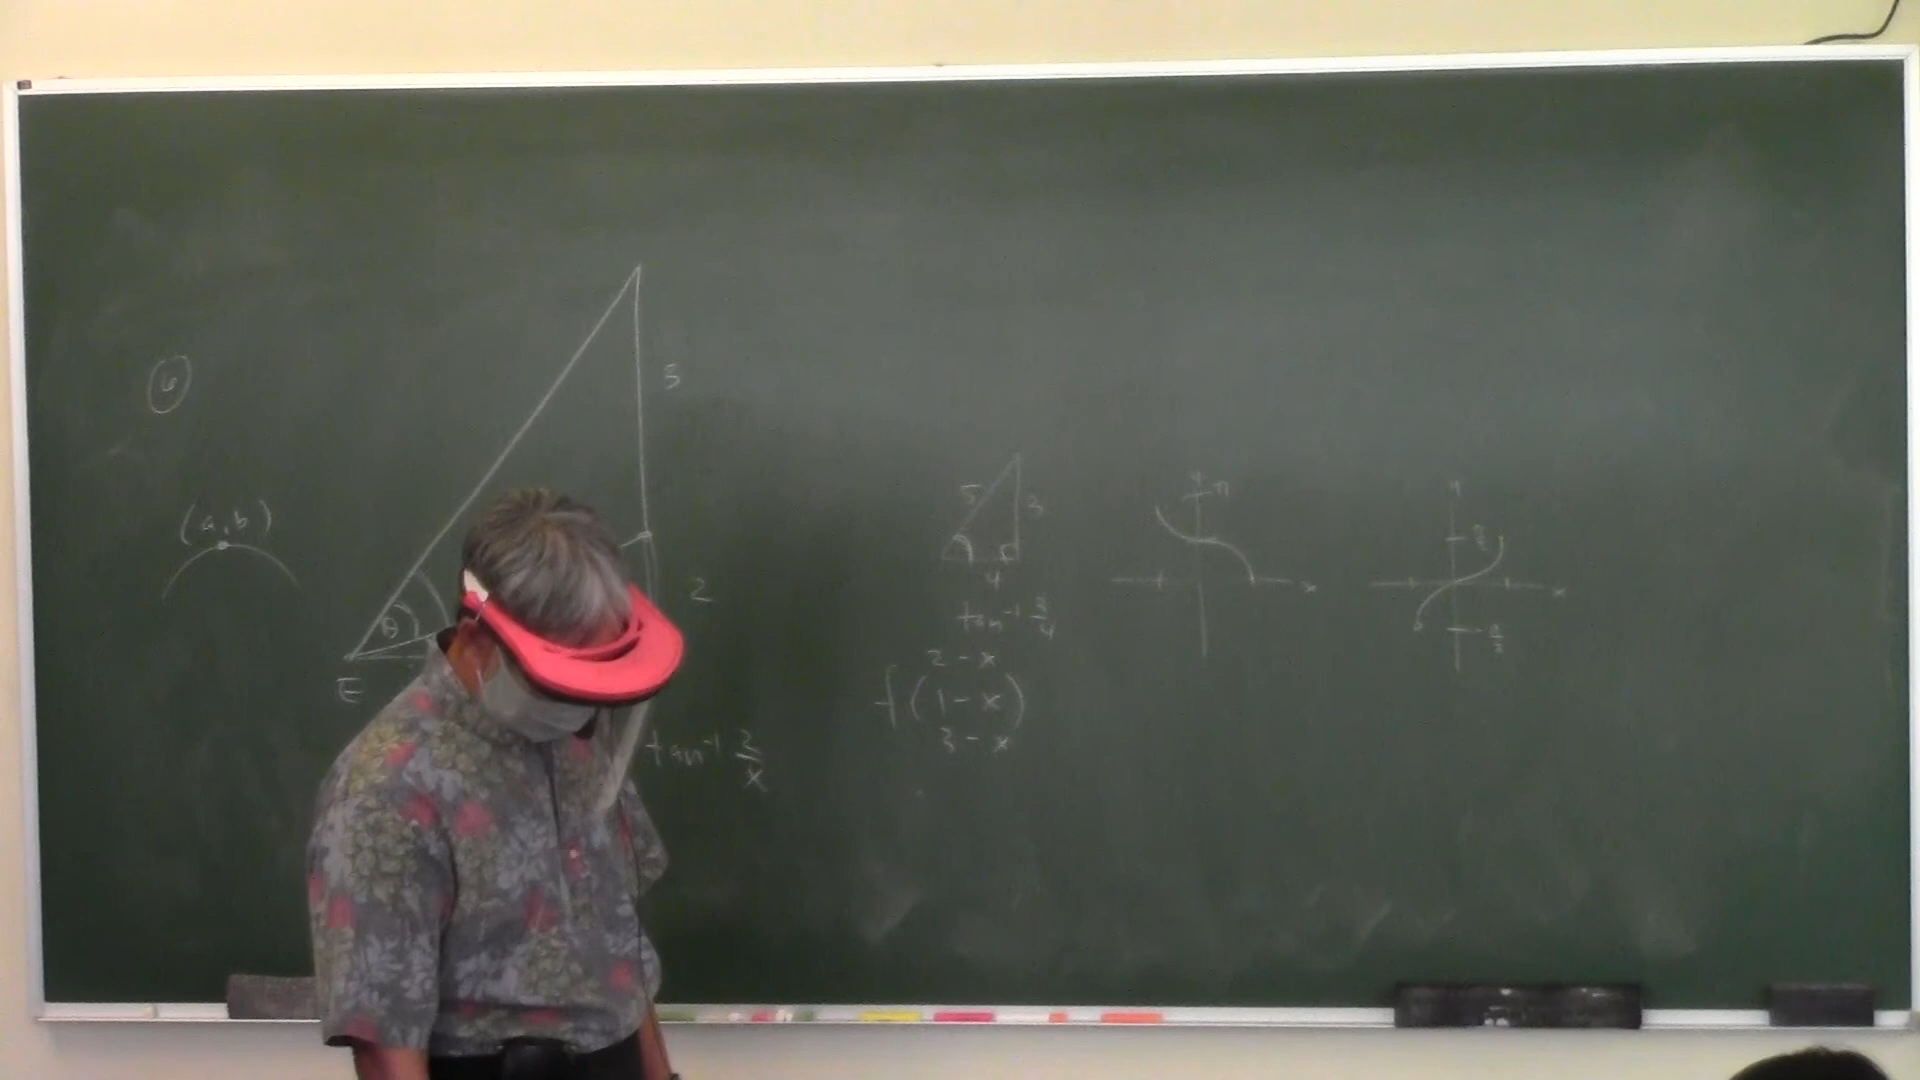 6
5
(a, b)
2
θ
E
tan⁻¹ 2/x
5
3
4
tan⁻¹ 3/4
2 - x
f(1 - x)
3 - x
y
π
x
y
π/2
x
π/2